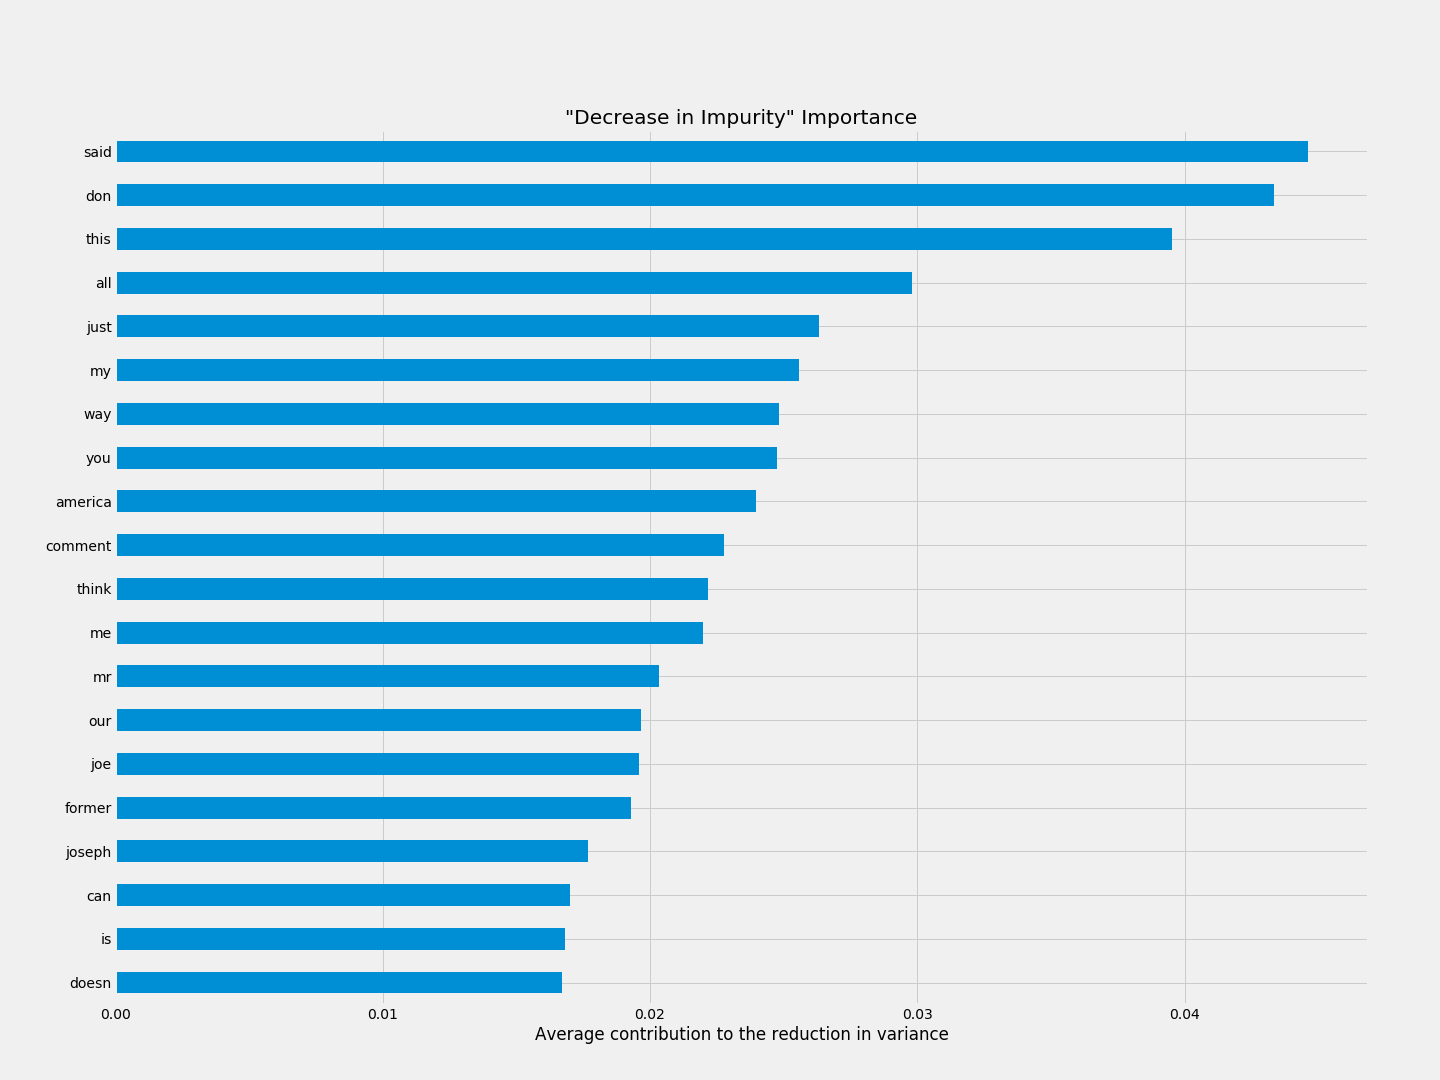 "Decrease in Impurity" Importance
said
don
this
all
just
my
way
you
america
comment
think
me
mr
our
joe
former
joseph
can
is
doesn
0.00 0.01 0.02 0.03 0.04
Average contribution to the reduction in variance